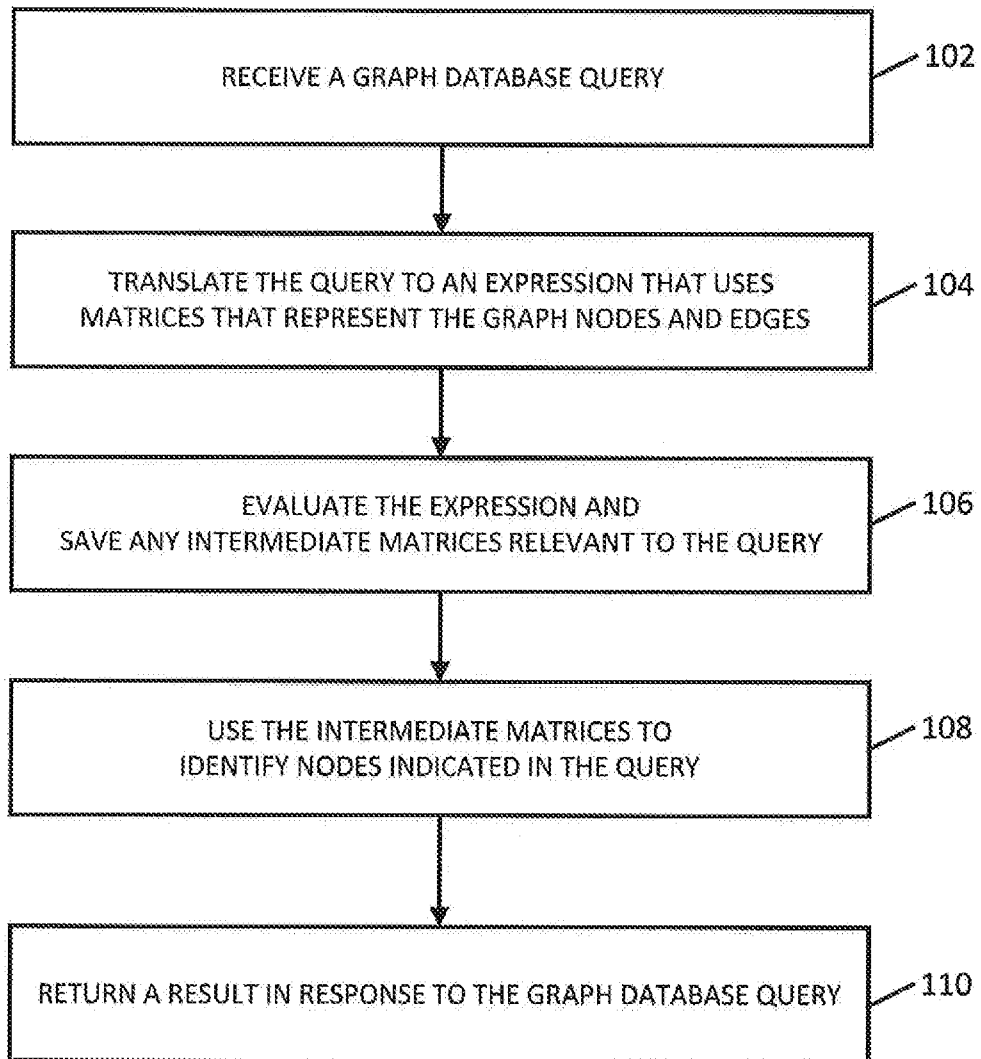 RECEIVE A GRAPH DATABASE QUERY
102
TRANSLATE THE QUERY TO AN EXPRESSION THAT USES
MATRICES THAT REPRESENT THE GRAPH NODES AND EDGES
104
EVALUATE THE EXPRESSION AND
SAVE ANY INTERMEDIATE MATRICES RELEVANT TO THE QUERY
106
USE THE INTERMEDIATE MATRICES TO
IDENTIFY NODES INDICATED IN THE QUERY
108
RETURN A RESULT IN RESPONSE TO THE GRAPH DATABASE QUERY
110